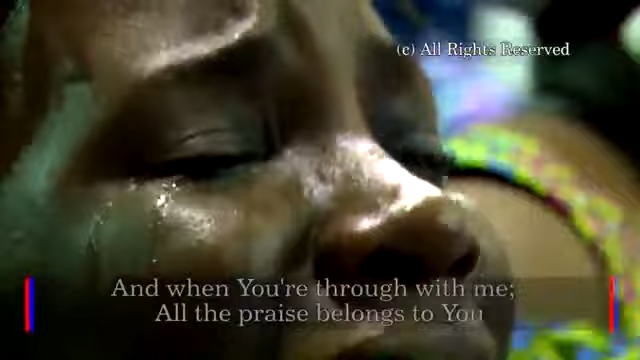 (c) All Rights Reserved
And when You're through with me;
All the praise belongs to You